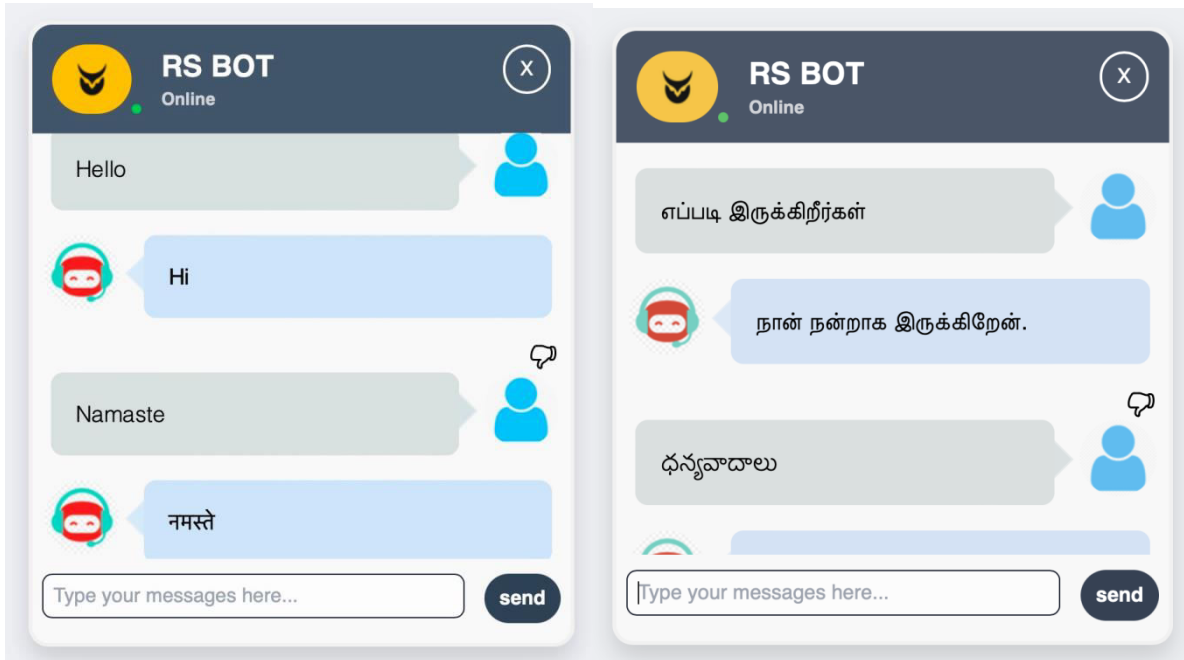 RS BOT
Online
X
Hello
Hi
Namaste
नमस्ते
Type your messages here...
send
RS BOT
Online
X
எப்படி இருக்கிறீர்கள்
நான் நன்றாக இருக்கிறேன்.
ధన్యవాదాలు
Type your messages here...
send